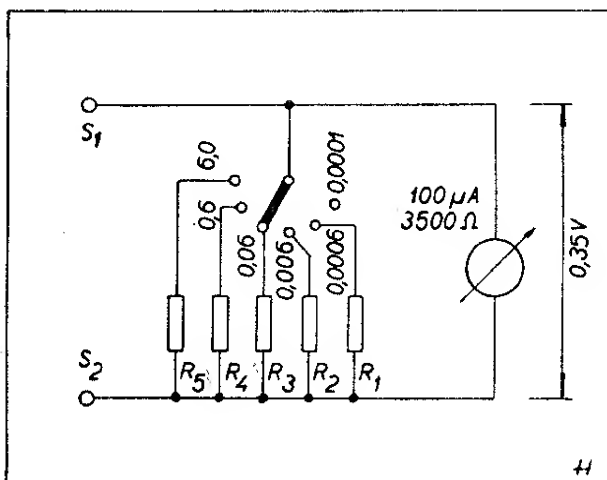 S1
6,0
0,6
0,06
0,006
0,0006
0,0001
100 μA
3500 Ω
0,35V
S2
R5
R4
R3
R2
R1